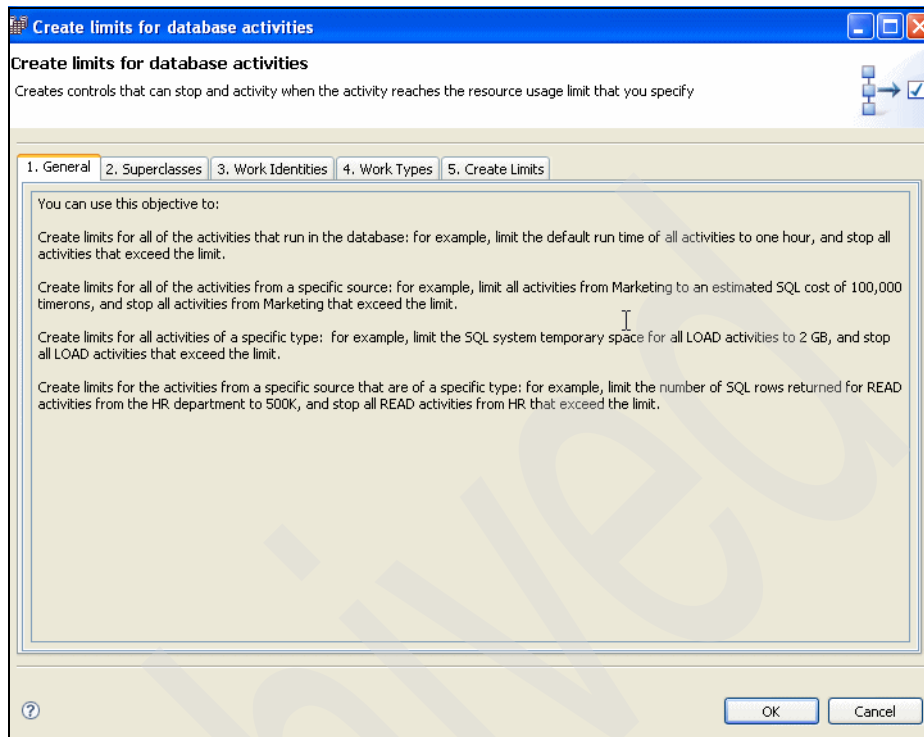 Create limits for database activities
Create limits for database activities
Creates controls that can stop and activity when the activity reaches the resource usage limit that you specify
1. General 2. Superclasses 3. Work Identities 4. Work Types 5. Create Limits
You can use this objective to:
Create limits for all of the activities that run in the database: for example, limit the default run time of all activities to one hour, and stop all
activities that exceed the limit.
Create limits for all of the activities from a specific source: for example, limit all activities from Marketing to an estimated SQL cost of 100,000
timerons, and stop all activities from Marketing that exceed the limit.
Create limits for all activities of a specific type: for example, limit the SQL system temporary space for all LOAD activities to 2 GB, and stop
all LOAD activities that exceed the limit.
Create limits for the activities from a specific source that are of a specific type: for example, limit the number of SQL rows returned for READ
activities from the HR department to 500K, and stop all READ activities from HR that exceed the limit.
hived
?
OK Cancel